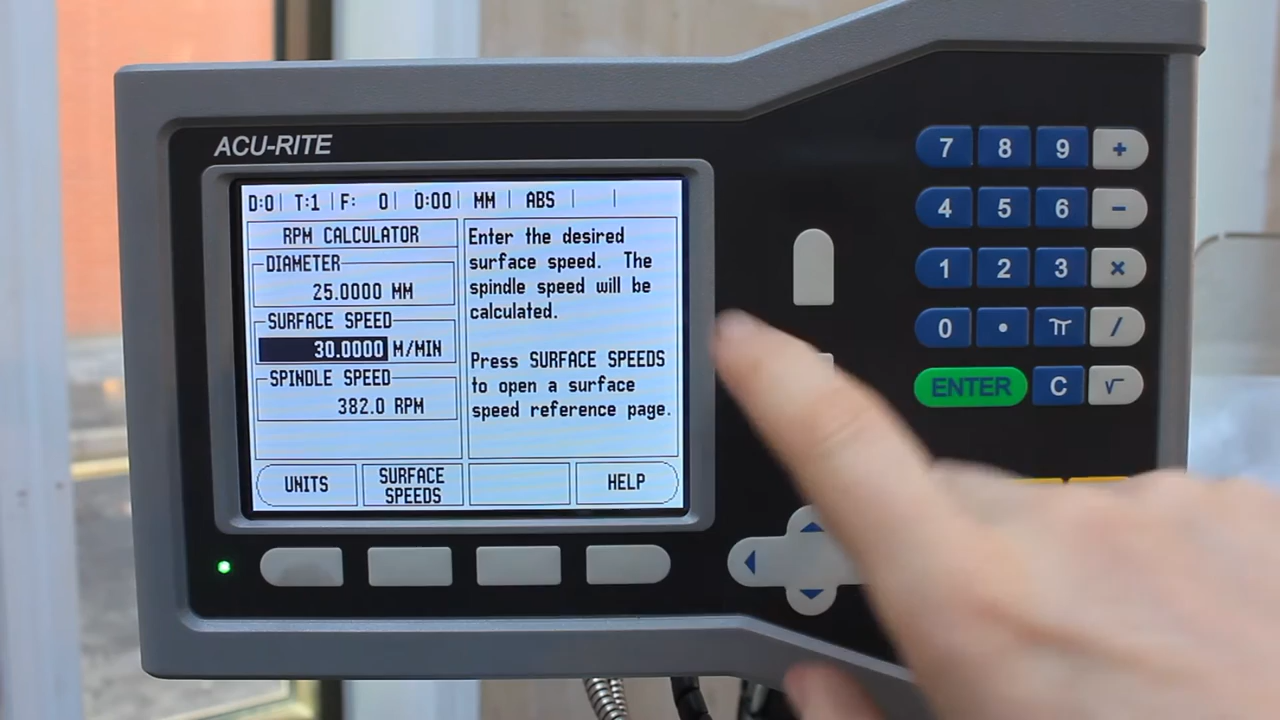 ACU-RITE
D:0 T:1 F: 0 0:00 MM ABS
RPM CALCULATOR
DIAMETER
25.0000 MM
SURFACE SPEED
30.0000 M/MIN
SPINDLE SPEED
382.0 RPM
Enter the desired
surface speed. The
spindle speed will be
calculated.
Press SURFACE SPEEDS
to open a surface
speed reference page.
UNITS
SURFACE
SPEEDS
HELP
7 8 9 +
4 5 6 −
1 2 3 ×
0 • π /
ENTER C √